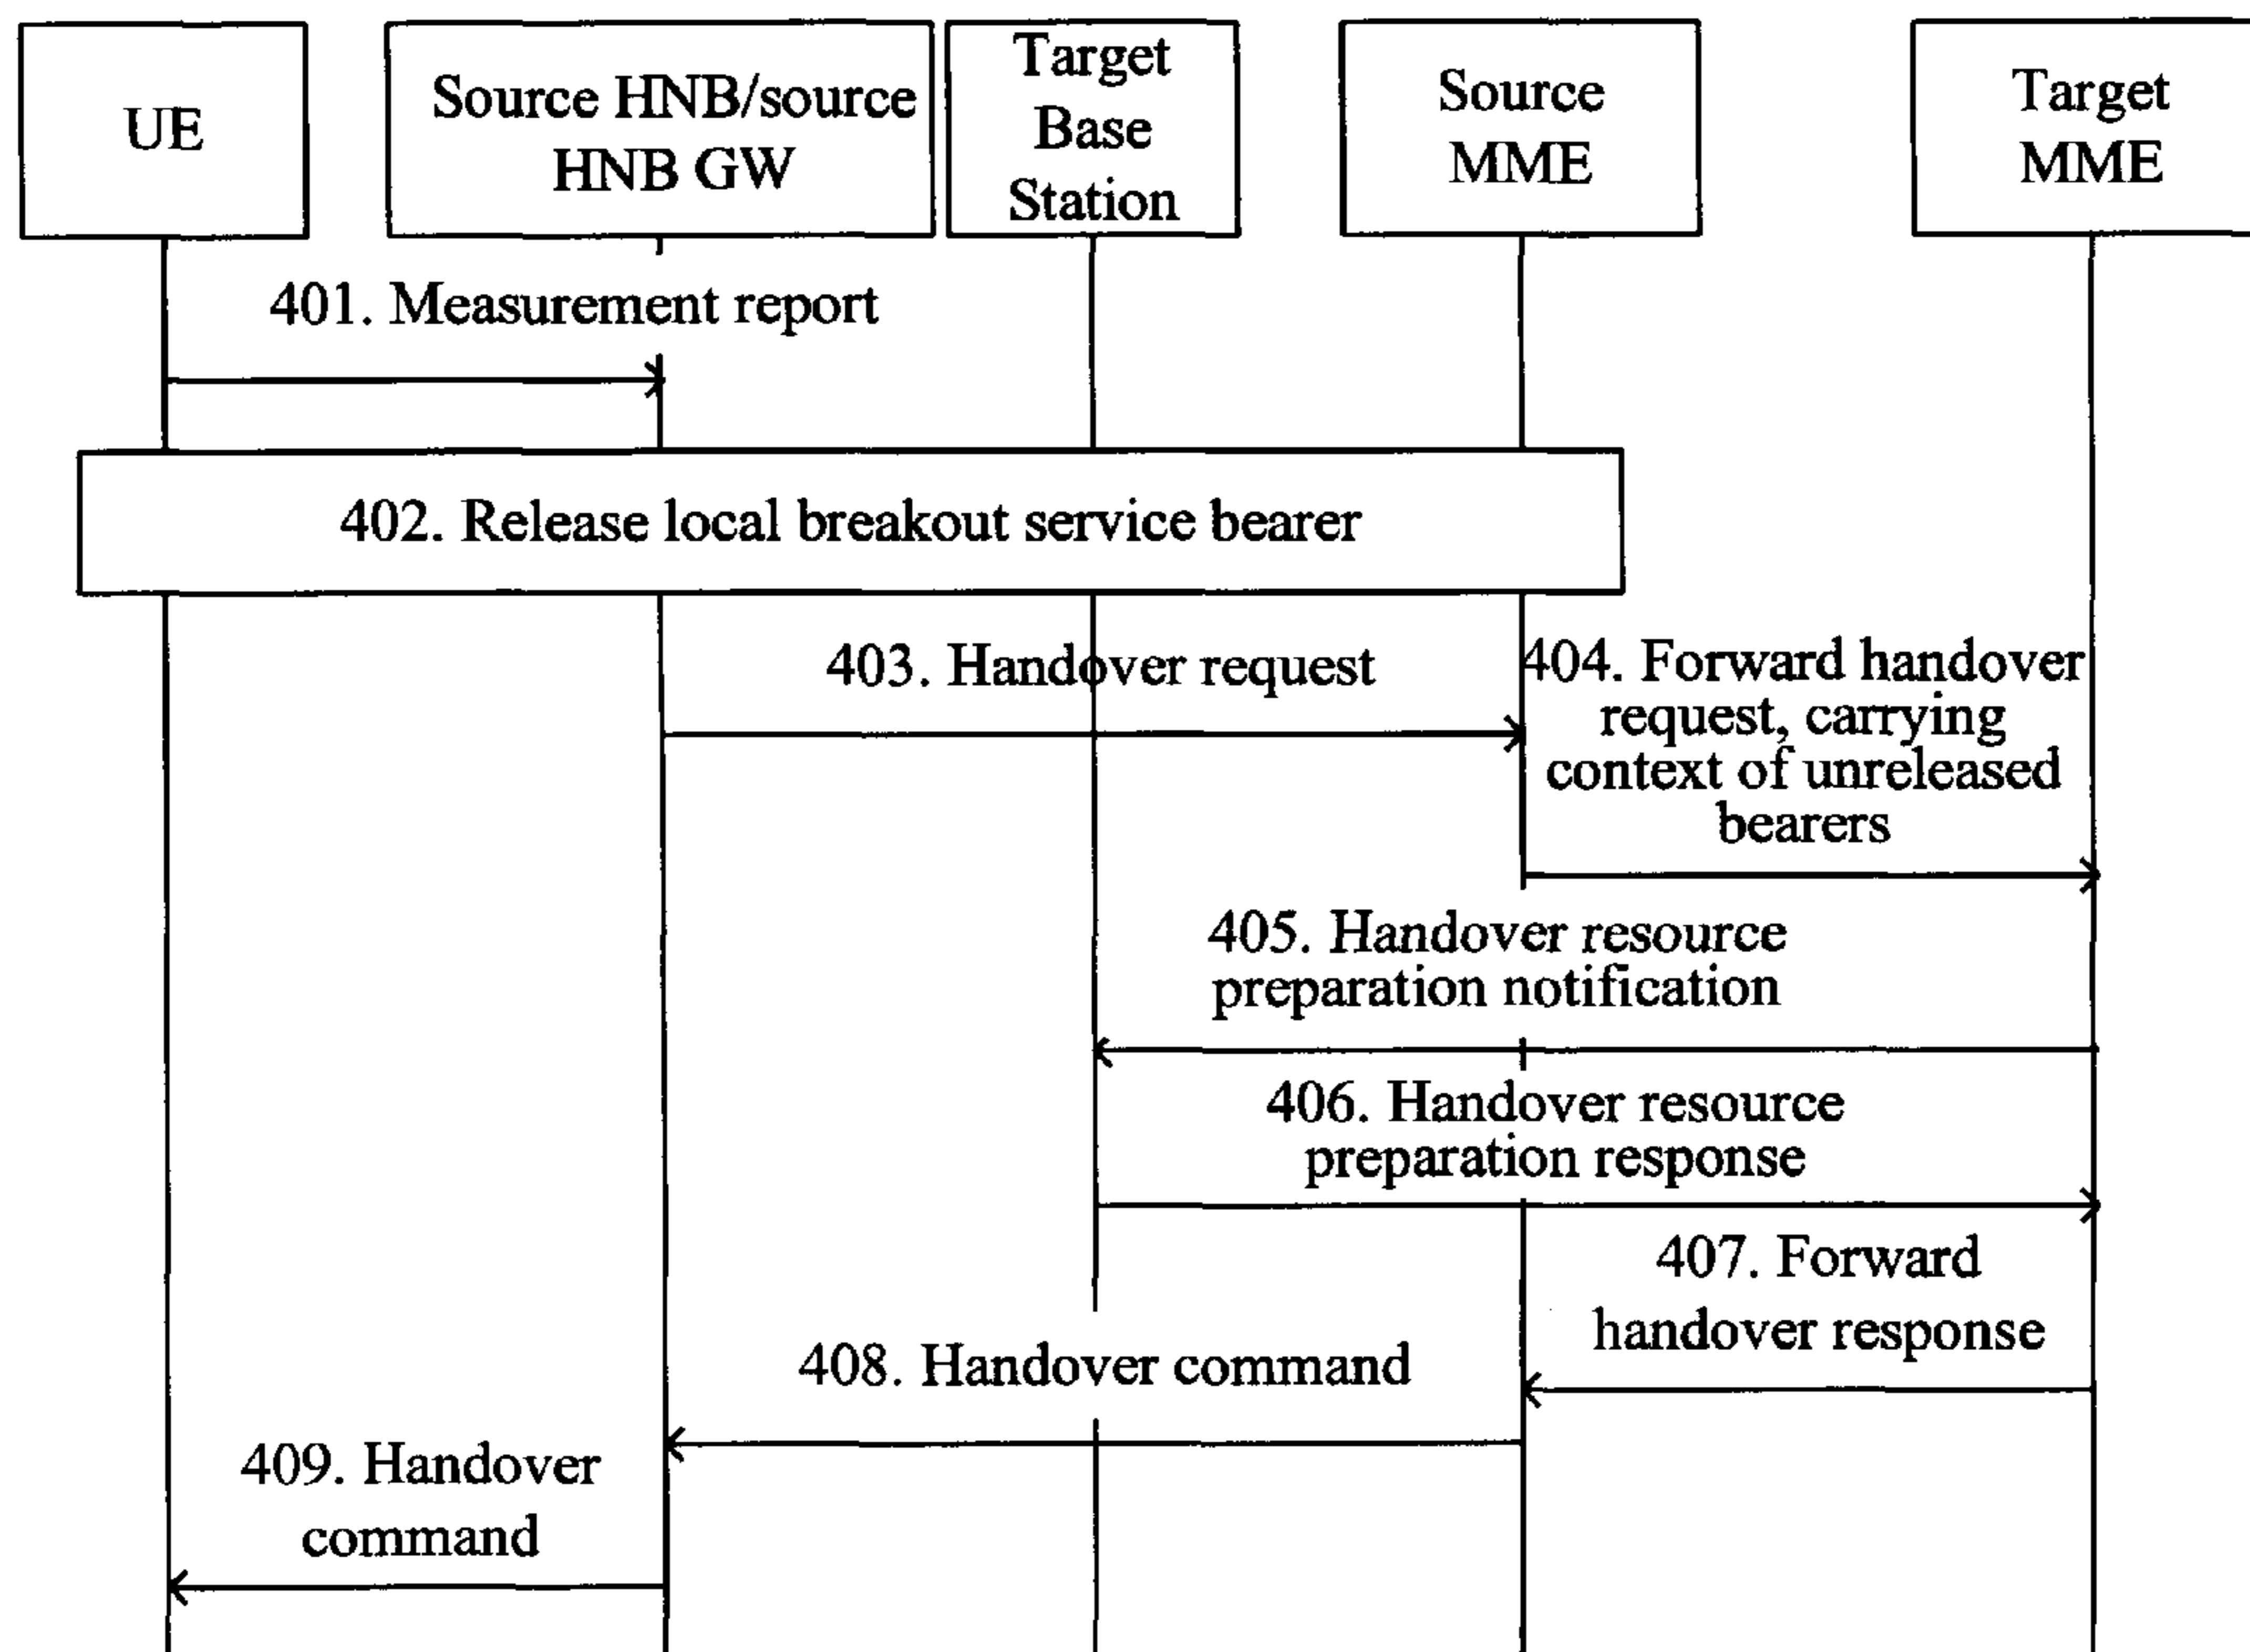 UE
Source HNB/source
HNB GW
Target
Base
Station
Source
MME
Target
MME
401. Measurement report
402. Release local breakout service bearer
403. Handover request
404. Forward handover
request, carrying
context of unreleased
bearers
405. Handover resource
preparation notification
406. Handover resource
preparation response
407. Forward
handover response
408. Handover command
409. Handover
command